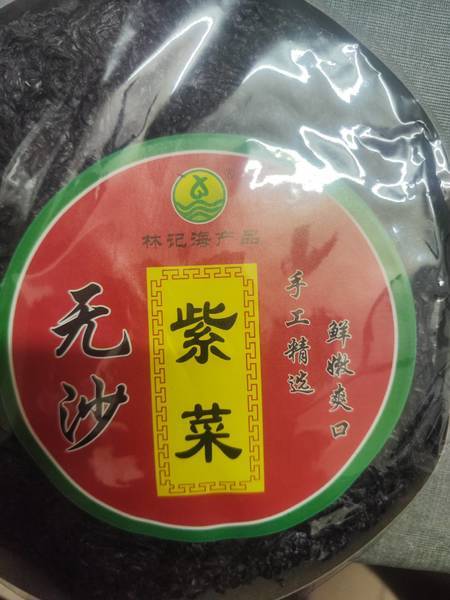 林记海产品
无沙
紫菜
手工精选
鲜嫩爽口